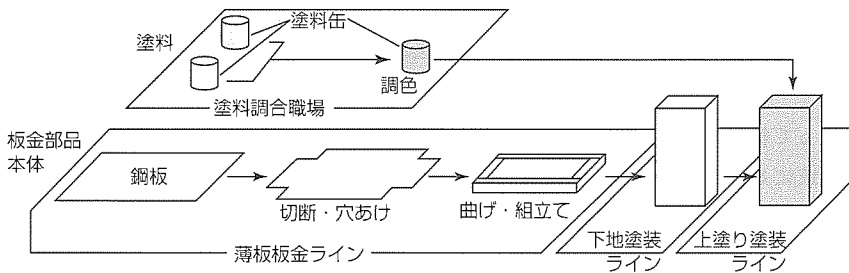 塗料
塗料缶
調色
塗料調合職場
板金部品
本体
鋼板
切断・穴あけ
曲げ・組立て
薄板板金ライン
下地塗装
ライン
上塗り塗装
ライン